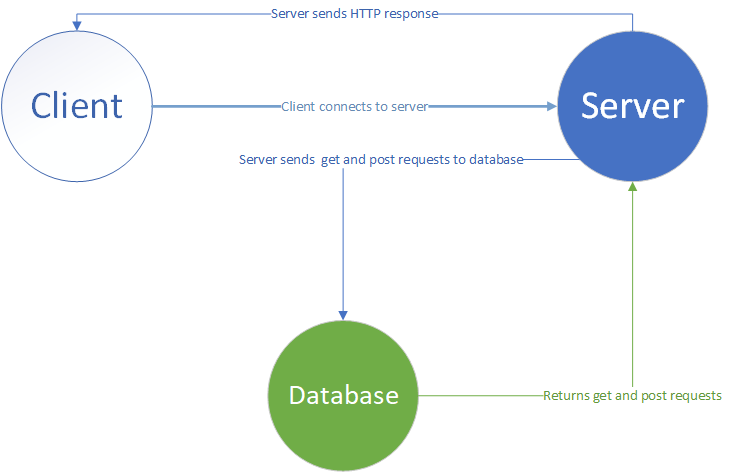 Server sends HTTP response
Client
Client connects to server
Server
Server sends get and post requests to database
Database
Returns get and post requests